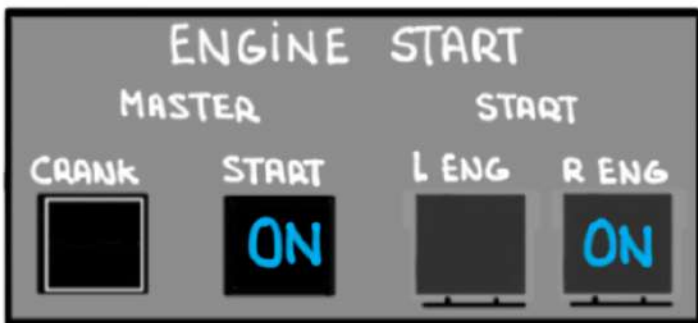 ENGINE START
MASTER START
CRANK START L ENG R ENG
ON ON